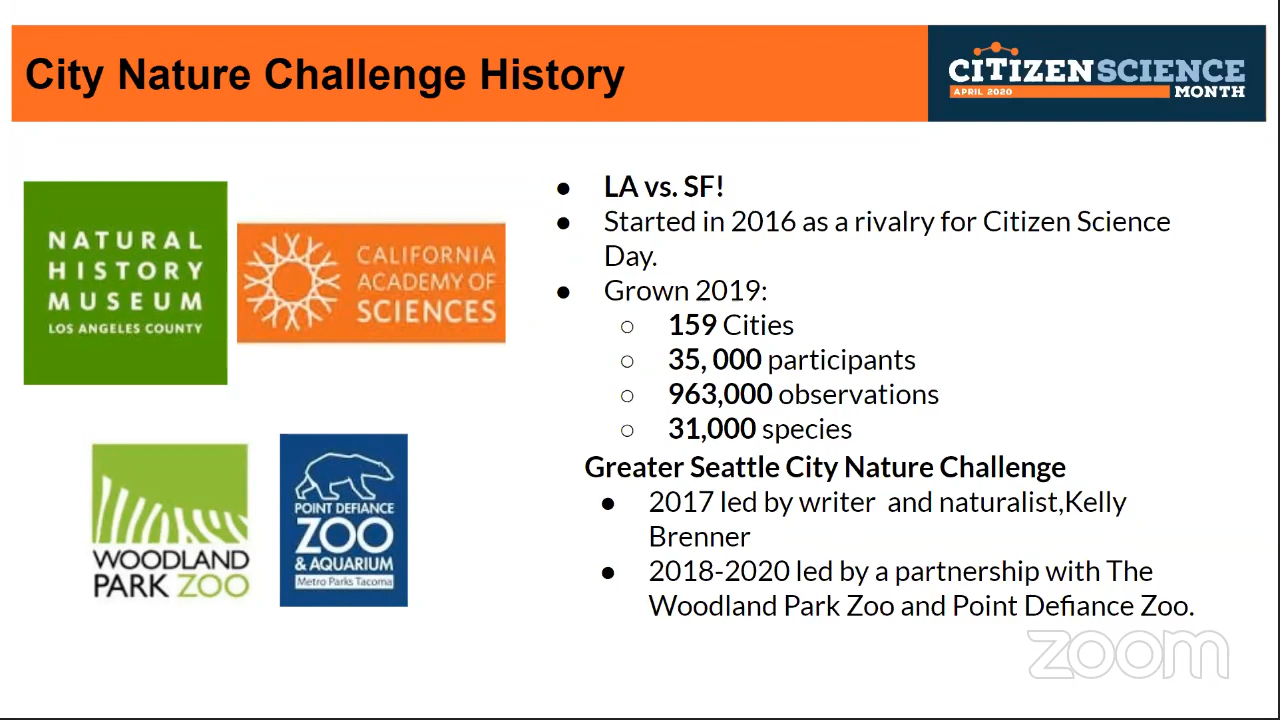 City Nature Challenge History
CITIZENSCIENCE
APRIL 2020
MONTH
NATURAL
HISTORY
MUSEUM
LOS ANGELES COUNTY
CALIFORNIA
ACADEMY OF
SCIENCES
● LA vs. SF!
● Started in 2016 as a rivalry for Citizen Science
Day.
● Grown 2019:
○ 159 Cities
○ 35, 000 participants
○ 963,000 observations
○ 31,000 species
Greater Seattle City Nature Challenge
● 2017 led by writer  and naturalist,Kelly
Brenner
● 2018-2020 led by a partnership with The
Woodland Park Zoo and Point Defiance Zoo.
WOODLAND
PARK ZOO
POINT DEFIANCE
ZOO
& AQUARIUM
Metro Parks Tacoma
zoom